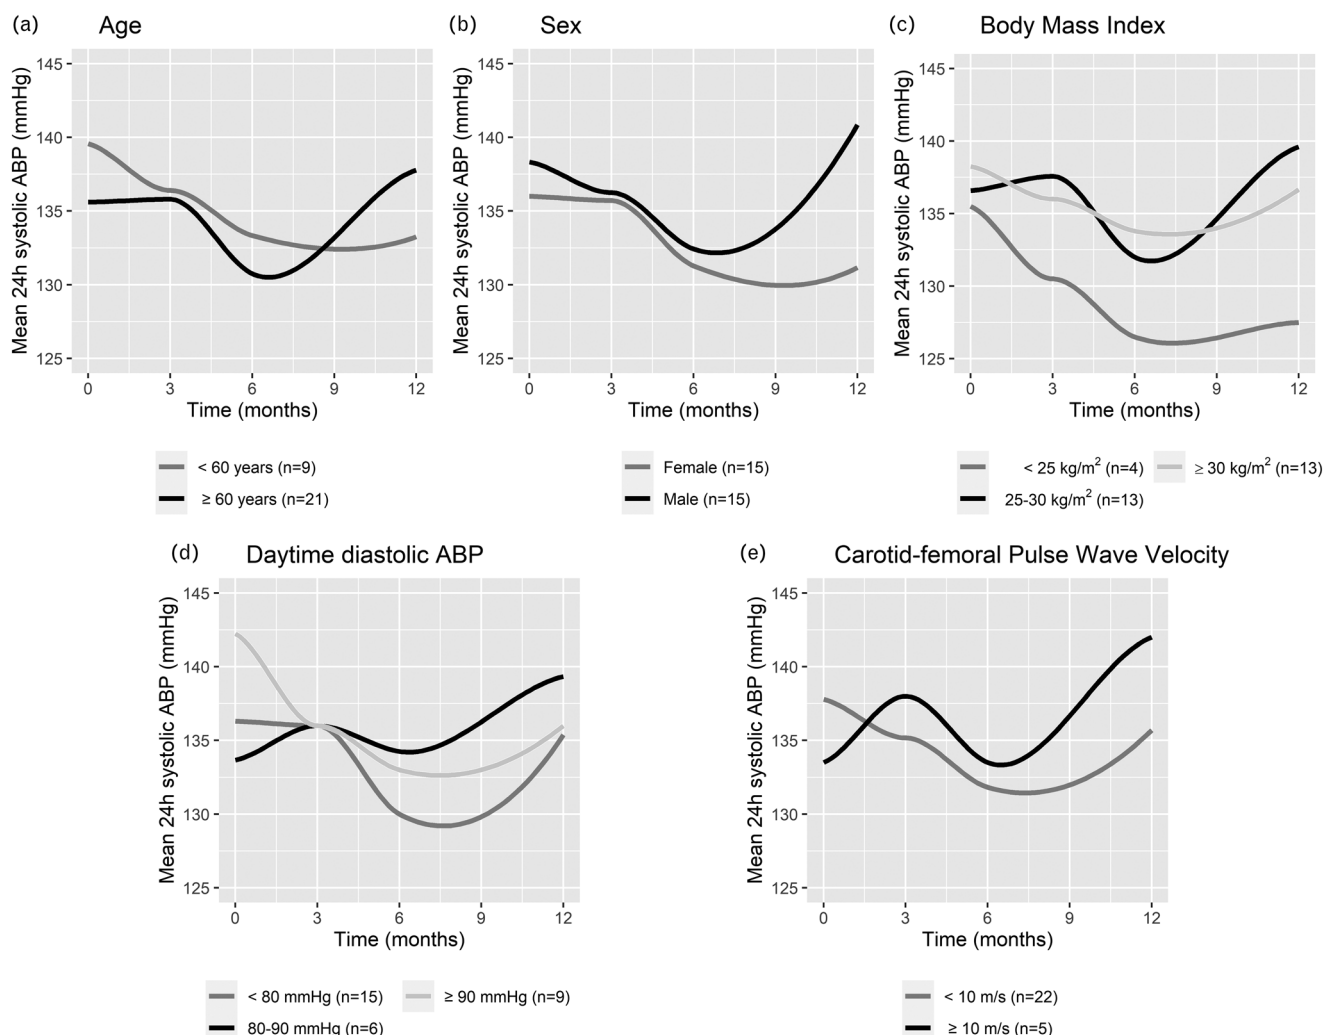 (a) Age
Mean 24h systolic ABP (mmHg)
145
140
135
130
125
0 3 6 9 12
Time (months)
< 60 years (n=9)
≥ 60 years (n=21)
(b) Sex
Mean 24h systolic ABP (mmHg)
145
140
135
130
125
0 3 6 9 12
Time (months)
Female (n=15)
Male (n=15)
(c) Body Mass Index
Mean 24h systolic ABP (mmHg)
145
140
135
130
125
0 3 6 9 12
Time (months)
< 25 kg/m² (n=4) ≥ 30 kg/m² (n=13)
25-30 kg/m² (n=13)
(d) Daytime diastolic ABP
Mean 24h systolic ABP (mmHg)
145
140
135
130
125
0 3 6 9 12
Time (months)
< 80 mmHg (n=15) ≥ 90 mmHg (n=9)
80-90 mmHg (n=6)
(e) Carotid-femoral Pulse Wave Velocity
Mean 24h systolic ABP (mmHg)
145
140
135
130
125
0 3 6 9 12
Time (months)
< 10 m/s (n=22)
≥ 10 m/s (n=5)